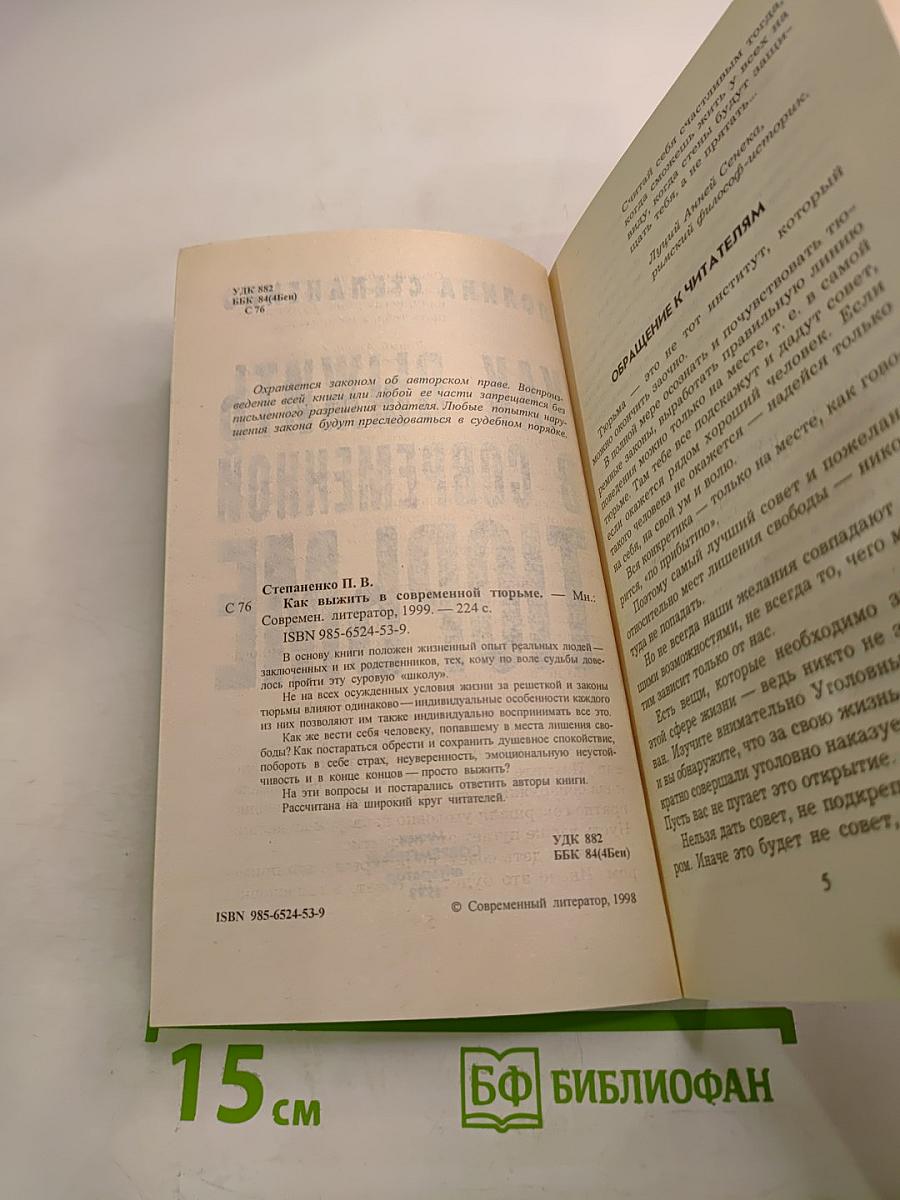 УДК 882
ББК 84(4Беи)
С 76
Охраняется законом об авторском праве. Воспроиз-
ведение всей книги или любой ее части запрещается без
письменного разрешения издателя. Любые попытки нару-
шения закона будут преследоваться в судебном порядке.
Степаненко П. В.
С 76 Как выжить в современной тюрьме. — Мн.:
Современ. литератор, 1999. — 224 с.
ISBN 985-6524-53-9.
В основу книги положен жизненный опыт реальных людей—
заключенных и их родственников, тех, кому по воле судьбы дове-
лось пройти эту суровую «школу».
Не на всех осужденных условия жизни за решеткой и законы
тюрьмы влияют одинаково—индивидуальные особенности каждого
из них позволяют им также индивидуально воспринимать все это.
Как же вести себя человеку, попавшему в места лишения сво-
боды? Как постараться обрести и сохранить душевное спокойствие,
побороть в себе страх, неуверенность, эмоциональную неустой-
чивость и в конце концов—просто выжить?
На эти вопросы и постарались ответить авторы книги.
Рассчитана на широкий круг читателей.
УДК 882
ББК 84(4Беи)
ISBN 985-6524-53-9
© Современный литератор, 1998
Считай себя счастливым тогда,
когда сможешь жить у всех на
виду, когда стены будут защи-
щать тебя, а не прятать...
Луций Анней Сенека,
римский философ-историк.
ОБРАЩЕНИЕ К ЧИТАТЕЛЯМ
Тюрьма — это не тот институт, который
можно окончить заочно.
В полной мере осознать и почувствовать тю-
ремные законы, выработать правильную линию
поведения можно только на месте, т. е. в самой
тюрьме. Там тебе все подскажут и дадут совет,
если окажется рядом хороший человек. Если
такого человека не окажется — надейся только
на себя, на свой ум и волю.
Вся конкретика — только на месте, как гово-
рится, «по прибытию».
Поэтому самый лучший совет и пожелан
относительно мест лишения свободы — нико
туда не попадать.
Но не всегда наши желания совпадают
шими возможностями, не всегда то, чего м
тим зависит только от нас.
Есть вещи, которые необходимо з
этой сфере жизни — ведь никто не з
ван. Изучите внимательно Уголовны
и вы обнаружите, что за свою жизнь
кратно совершали уголовно наказуе
Пусть вас не пугает это открытие.
Нельзя дать совет, не подкреп
ром. Иначе это будет не совет,
5
15 см
БФ БИБЛИОФАН